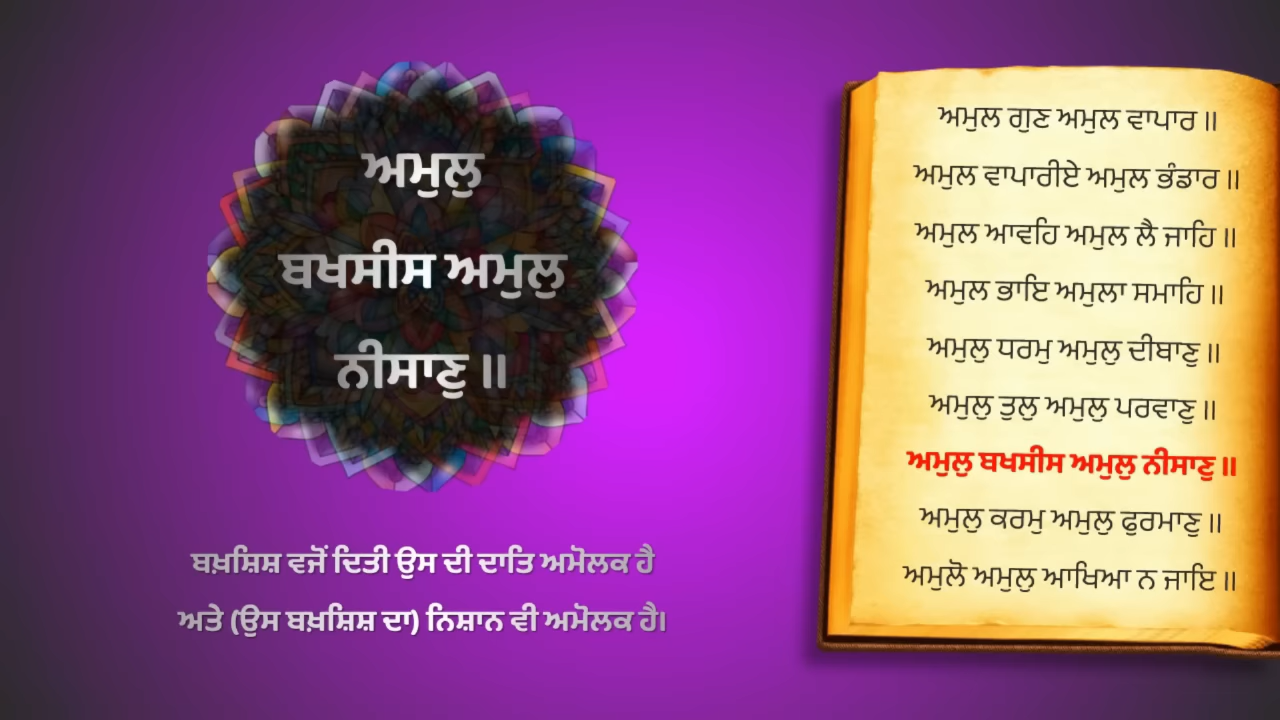 ਅਮੁਲੁ
ਬਖਸੀਸ ਅਮੁਲੁ
ਨੀਸਾਣੁ ॥
ਬਖ਼ਸ਼ਿਸ਼ ਵਜੋਂ ਦਿਤੀ ਉਸ ਦੀ ਦਾਤਿ ਅਮੋਲਕ ਹੈ
ਅਤੇ (ਉਸ ਬਖ਼ਸ਼ਿਸ਼ ਦਾ) ਨਿਸ਼ਾਨ ਵੀ ਅਮੋਲਕ ਹੈ।
ਅਮੁਲ ਗੁਣ ਅਮੁਲ ਵਾਪਾਰ ॥
ਅਮੁਲ ਵਾਪਾਰੀਏ ਅਮੁਲ ਭੰਡਾਰ ॥
ਅਮੁਲ ਆਵਹਿ ਅਮੁਲ ਲੈ ਜਾਹਿ ॥
ਅਮੁਲ ਭਾਇ ਅਮੁਲਾ ਸਮਾਹਿ ॥
ਅਮੁਲੁ ਧਰਮੁ ਅਮੁਲੁ ਦੀਬਾਣੁ ॥
ਅਮੁਲੁ ਤੁਲੁ ਅਮੁਲੁ ਪਰਵਾਣੁ ॥
ਅਮੁਲੁ ਬਖਸੀਸ ਅਮੁਲੁ ਨੀਸਾਣੁ ॥
ਅਮੁਲੁ ਕਰਮੁ ਅਮੁਲੁ ਫੁਰਮਾਣੁ ॥
ਅਮੁਲੋ ਅਮੁਲੁ ਆਖਿਆ ਨ ਜਾਇ ॥